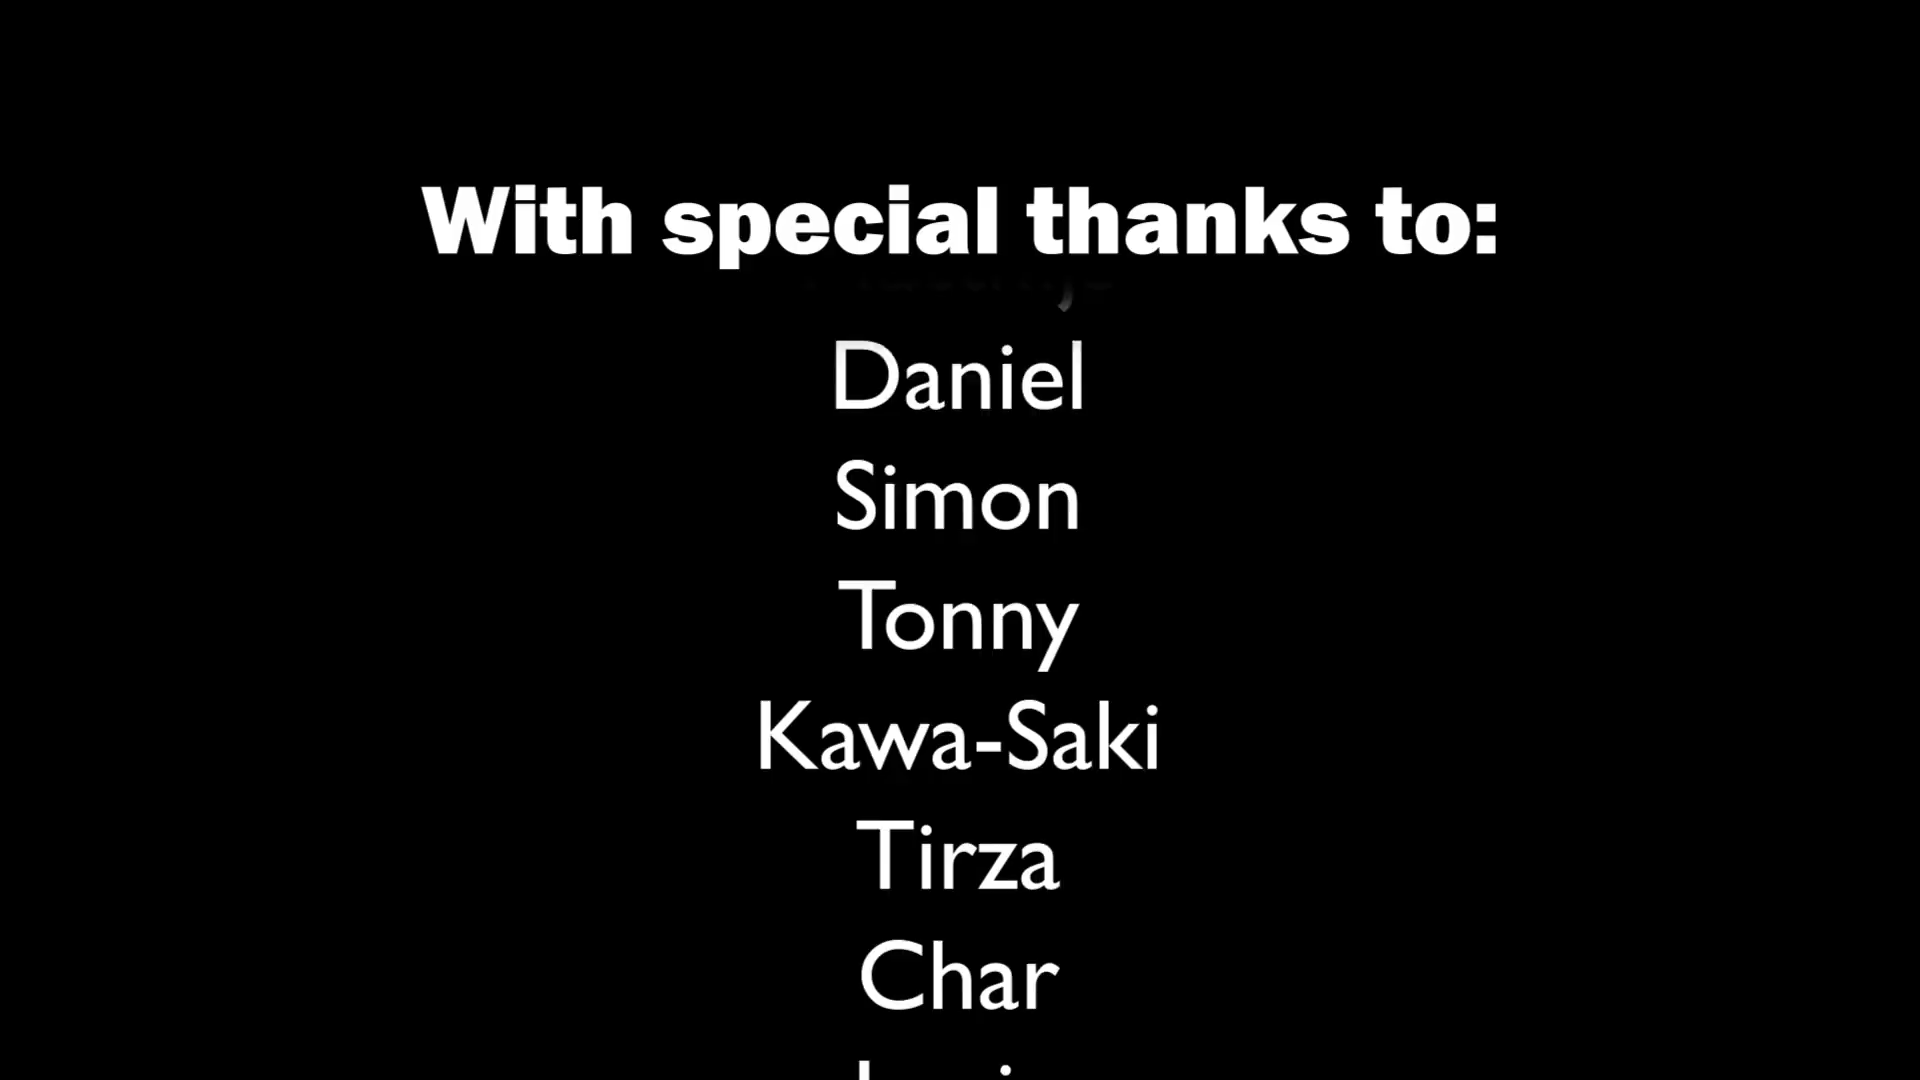 With special thanks to:
Daniel
Simon
Tonny
Kawa-Saki
Tirza
Char